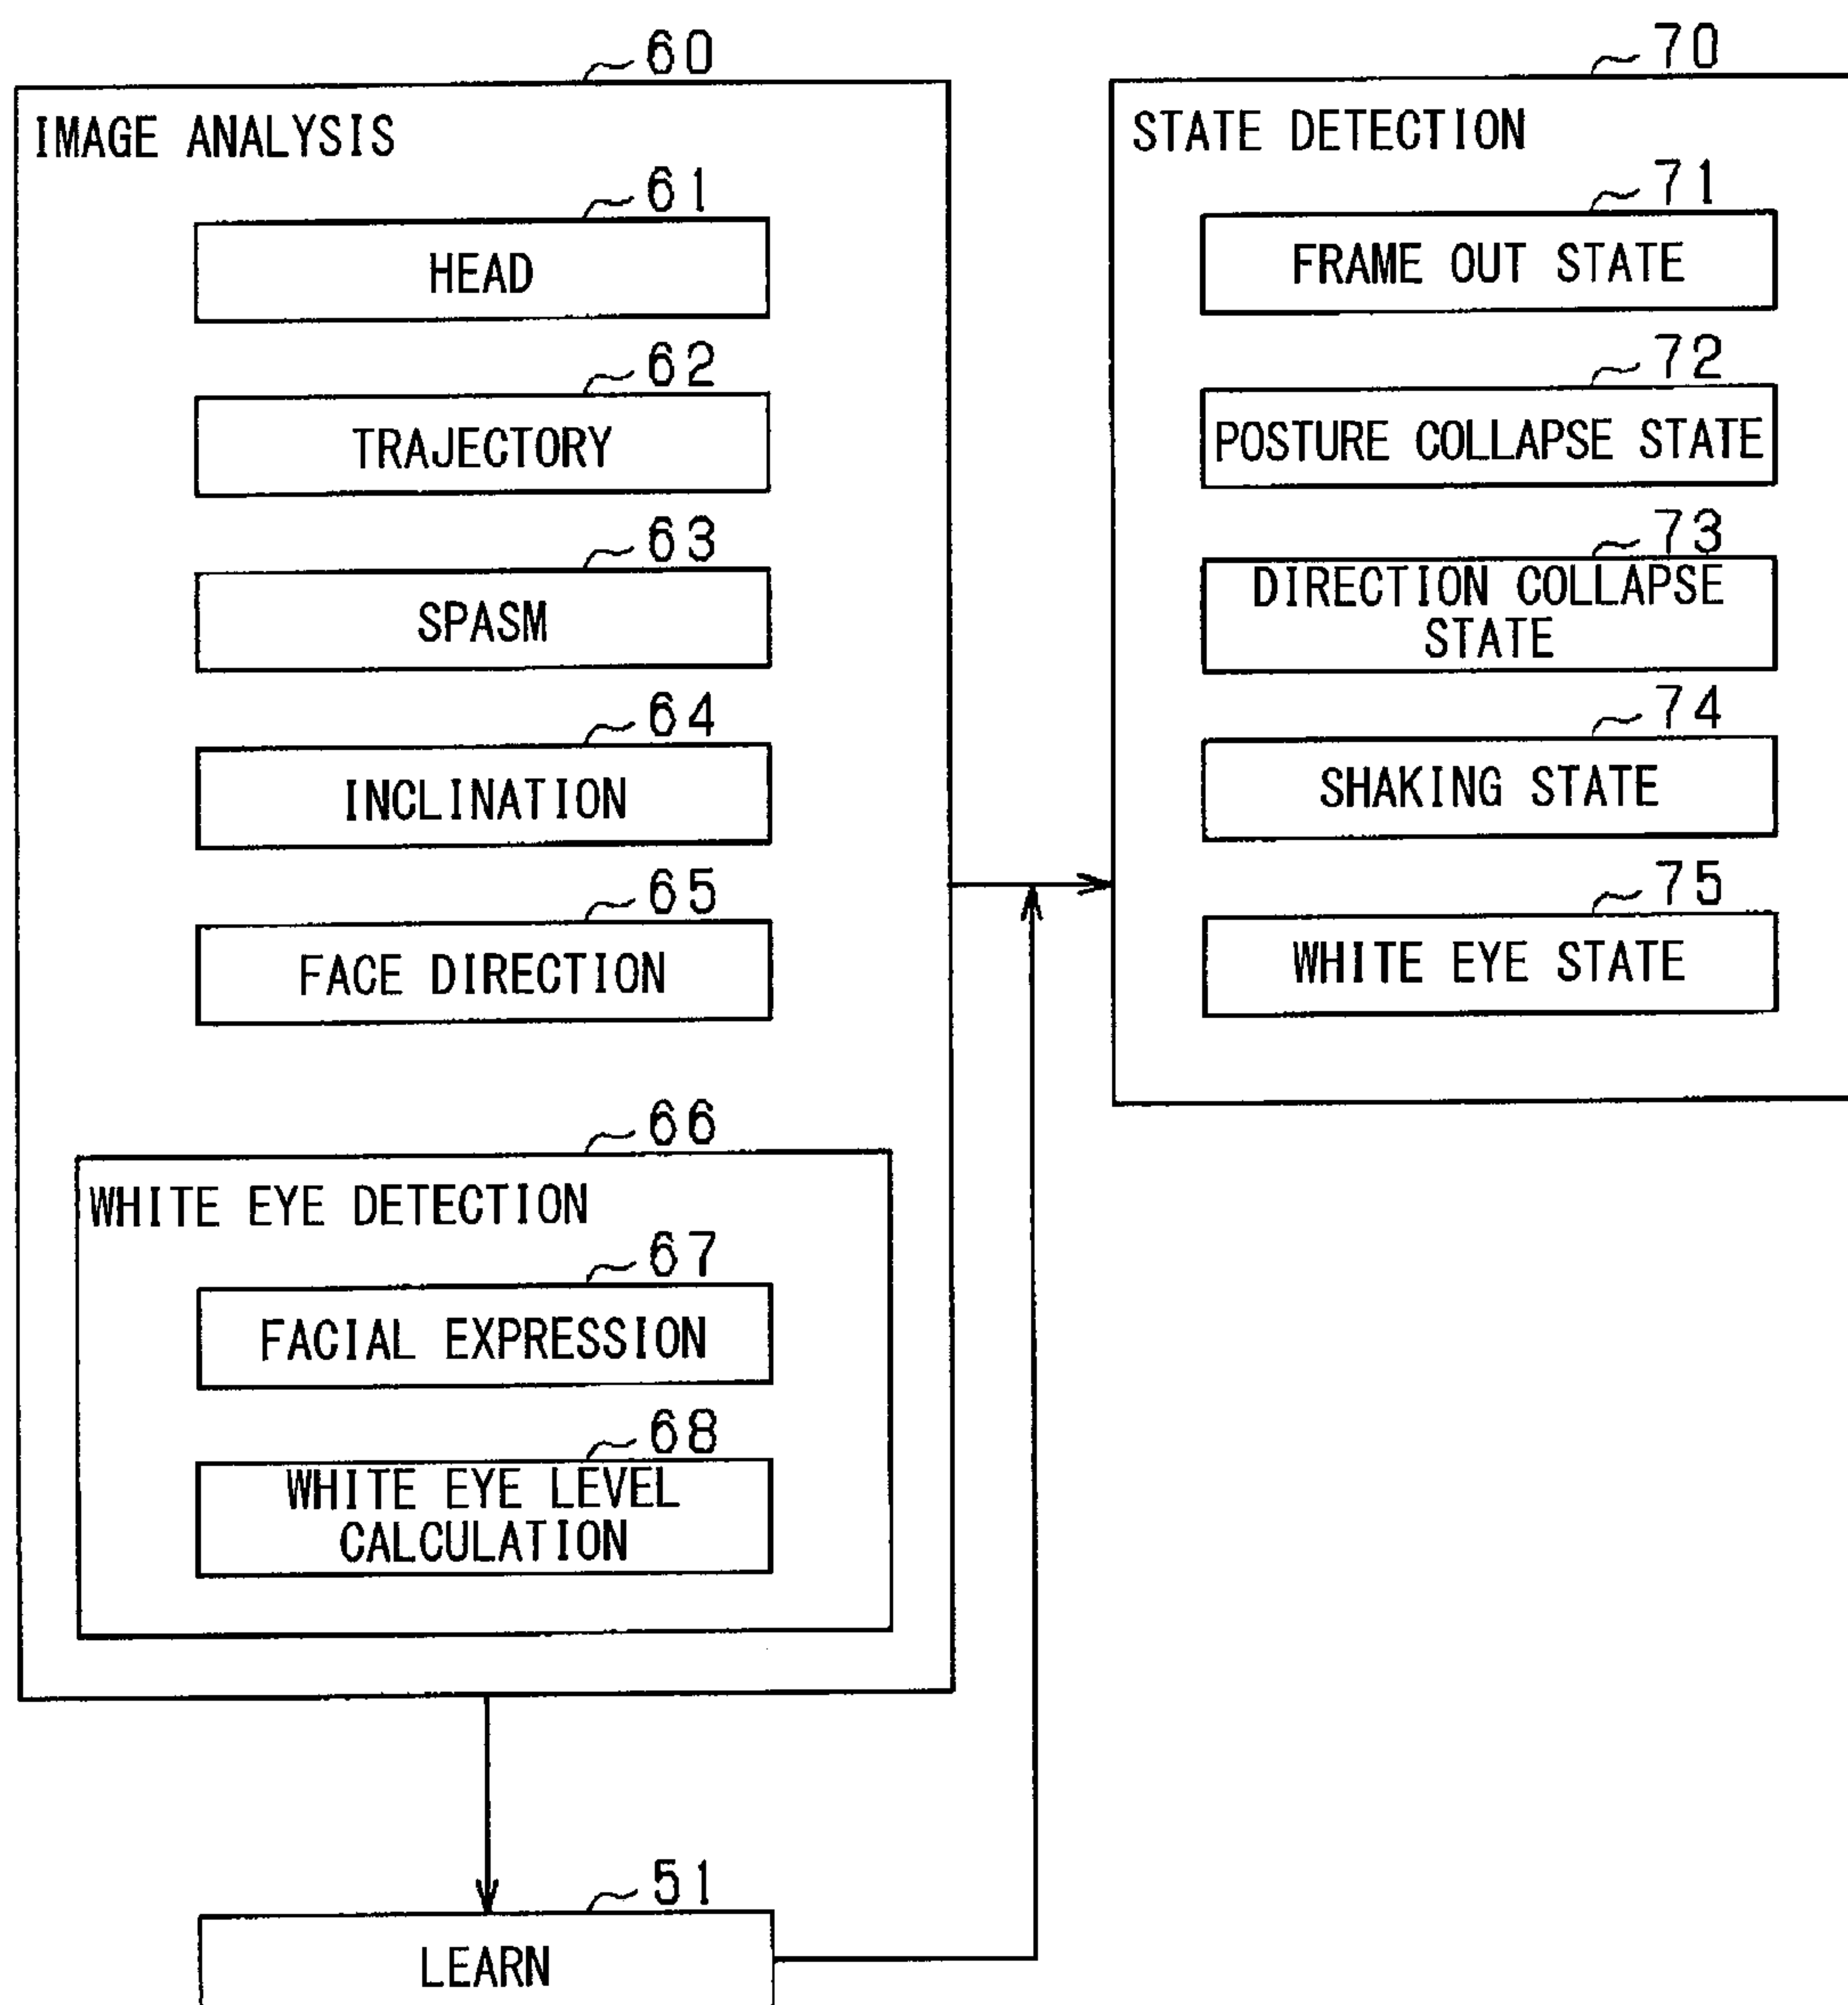 60
IMAGE ANALYSIS
61
HEAD
62
TRAJECTORY
63
SPASM
64
INCLINATION
65
FACE DIRECTION
66
WHITE EYE DETECTION
67
FACIAL EXPRESSION
68
WHITE EYE LEVEL
CALCULATION
51
LEARN
70
STATE DETECTION
71
FRAME OUT STATE
72
POSTURE COLLAPSE STATE
73
DIRECTION COLLAPSE
STATE
74
SHAKING STATE
75
WHITE EYE STATE